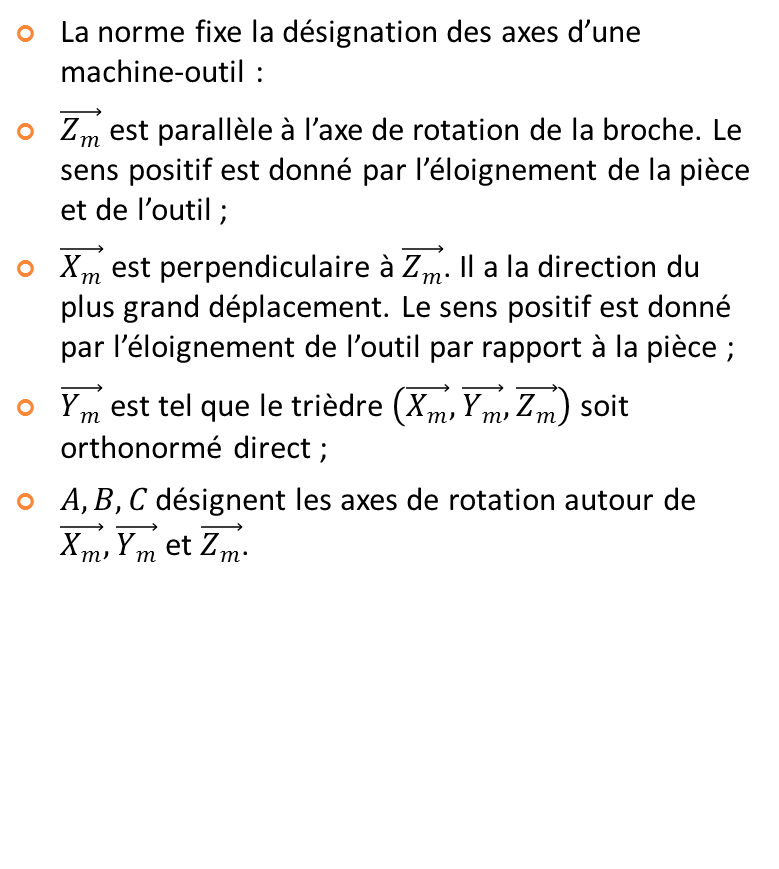 La norme fixe la désignation des axes d’une
machine-outil :
$\overrightarrow{Z_m}$ est parallèle à l’axe de rotation de la broche. Le
sens positif est donné par l’éloignement de la pièce
et de l’outil ;
$\overrightarrow{X_m}$ est perpendiculaire à $\overrightarrow{Z_m}$. Il a la direction du
plus grand déplacement. Le sens positif est donné
par l’éloignement de l’outil par rapport à la pièce ;
$\overrightarrow{Y_m}$ est tel que le trièdre $(\overrightarrow{X_m}, \overrightarrow{Y_m}, \overrightarrow{Z_m})$ soit
orthonormé direct ;
$A, B, C$ désignent les axes de rotation autour de
$\overrightarrow{X_m}, \overrightarrow{Y_m}$ et $\overrightarrow{Z_m}$.